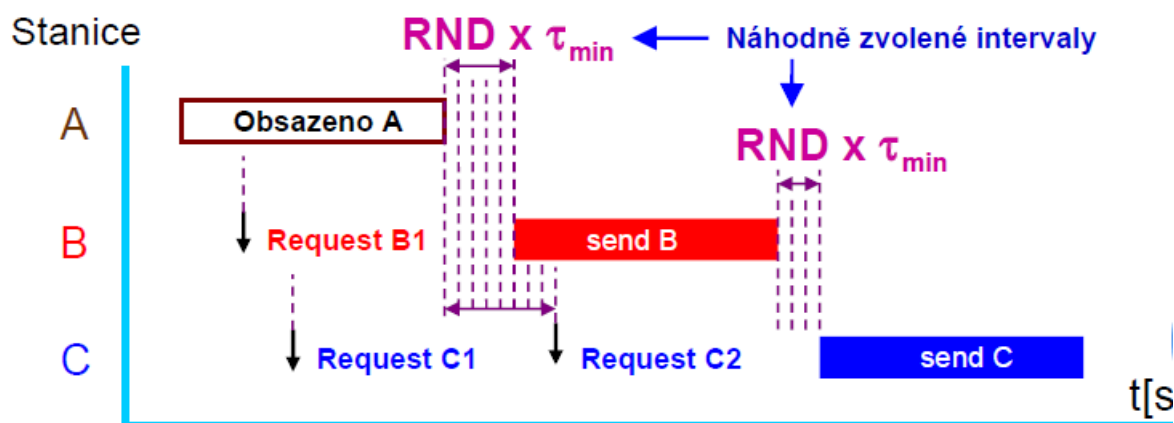 Stanice
RND x τmin
Náhodně zvolené intervaly
A
Obsazeno A
RND x τmin
B
Request B1
send B
C
Request C1
Request C2
send C
t[s